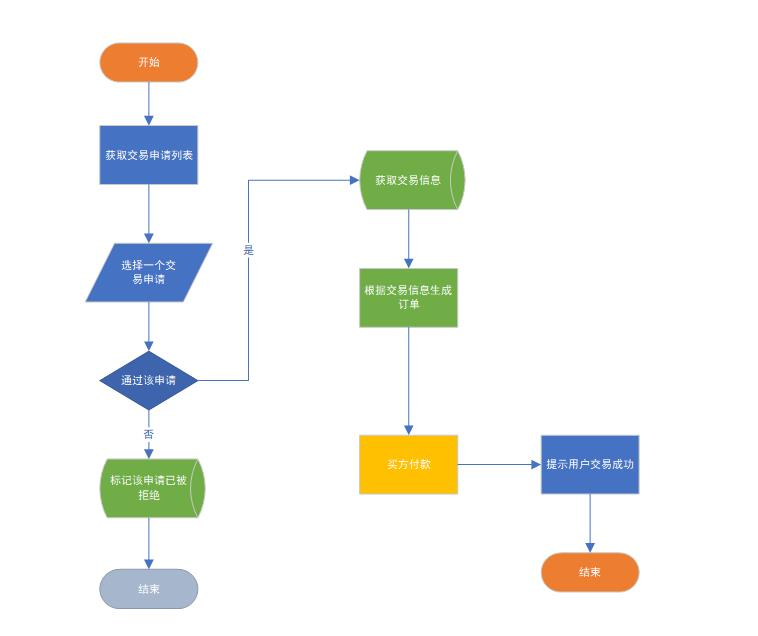 开始
获取交易申请列表
选择一个交
易申请
通过该申请
否
标记该申请已被
拒绝
结束
是
获取交易信息
根据交易信息生成
订单
买方付款
提示用户交易成功
结束